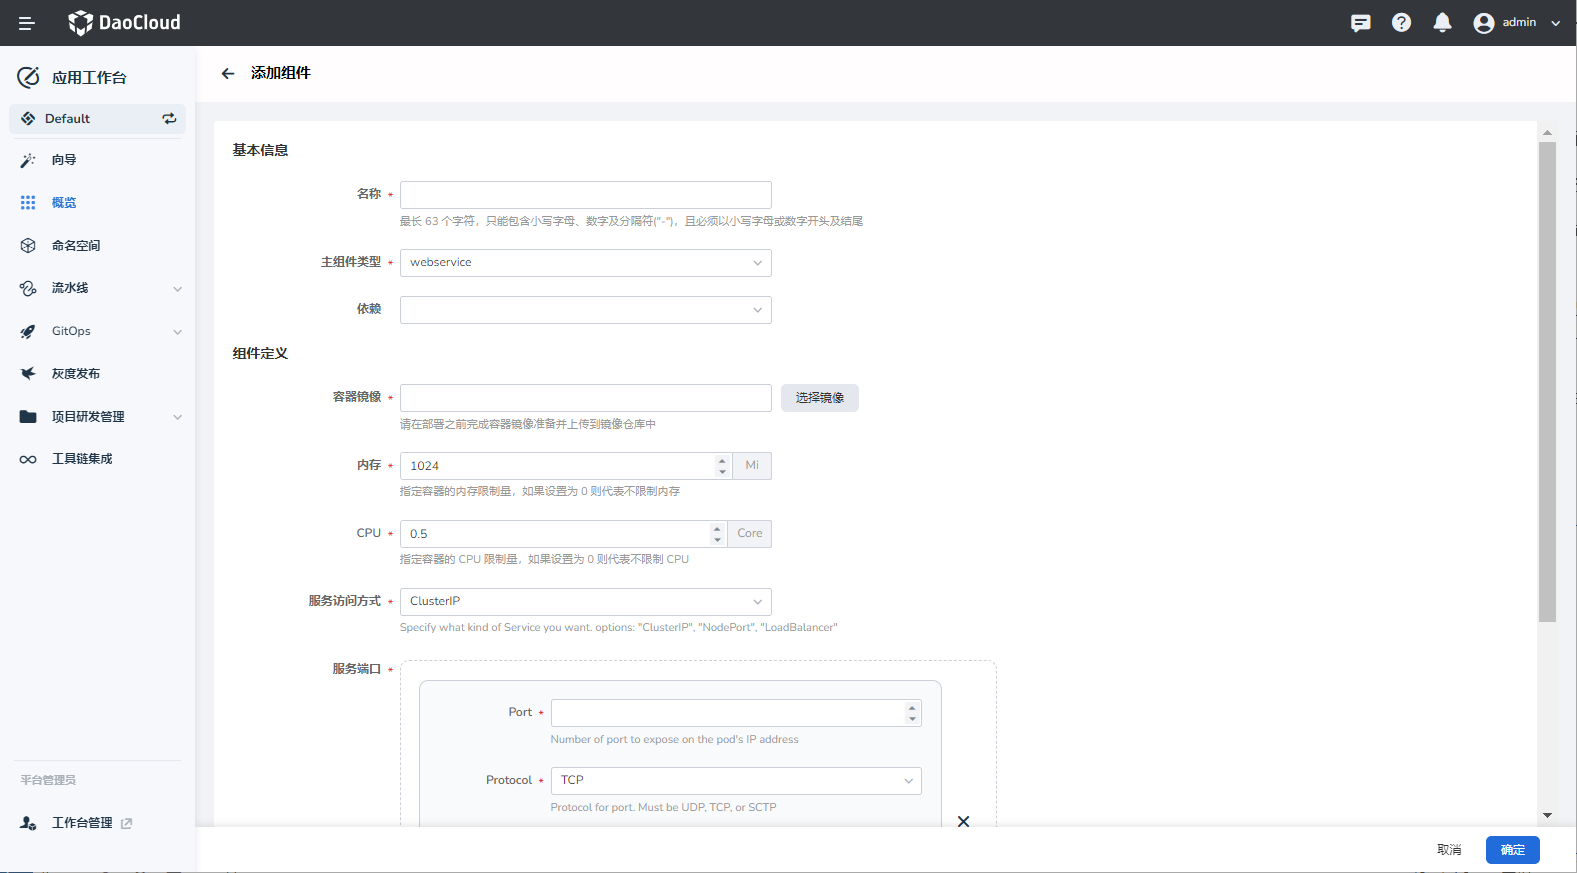 DaoCloud
admin
应用工作台
Default
向导
概览
命名空间
流水线
GitOps
灰度发布
项目研发管理
工具链集成
平台管理员
工作台管理
添加组件
基本信息
名称 *
最长 63 个字符，只能包含小写字母、数字及分隔符("-")，且必须以小写字母或数字开头及结尾
主组件类型 * webservice
依赖
组件定义
容器镜像 * 选择镜像
请在部署之前完成容器镜像准备并上传到镜像仓库中
内存 * 1024 Mi
指定容器的内存限制量，如果设置为 0 则代表不限制内存
CPU * 0.5 Core
指定容器的 CPU 限制量，如果设置为 0 则代表不限制 CPU
服务访问方式 * ClusterIP
Specify what kind of Service you want. options: "ClusterIP", "NodePort", "LoadBalancer"
服务端口 *
Port *
Number of port to expose on the pod's IP address
Protocol * TCP
Protocol for port. Must be UDP, TCP, or SCTP
取消 确定